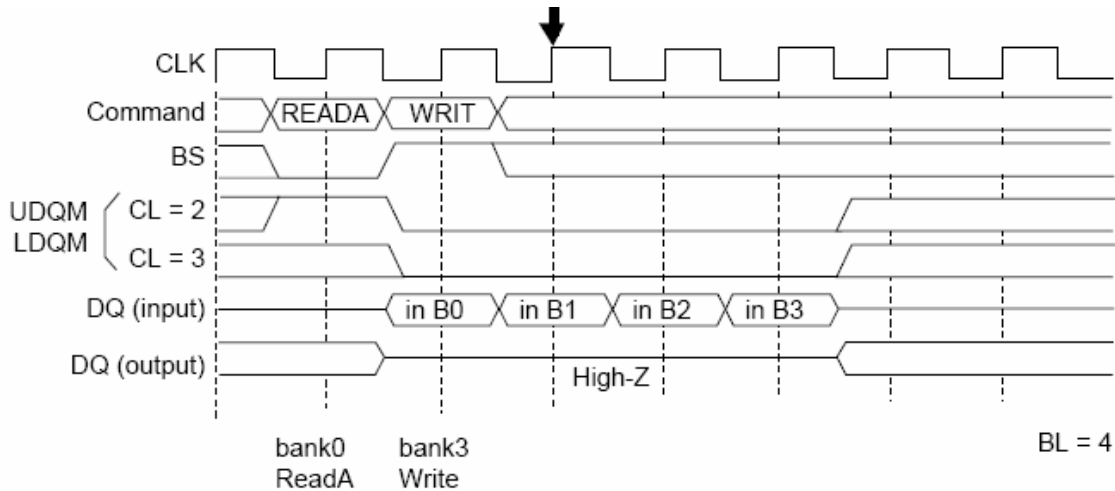 CLK
Command READA WRIT
BS
UDQM
LDQM
CL = 2
CL = 3
DQ (input) in B0 in B1 in B2 in B3
DQ (output) High-Z
bank0
ReadA
bank3
Write
BL = 4